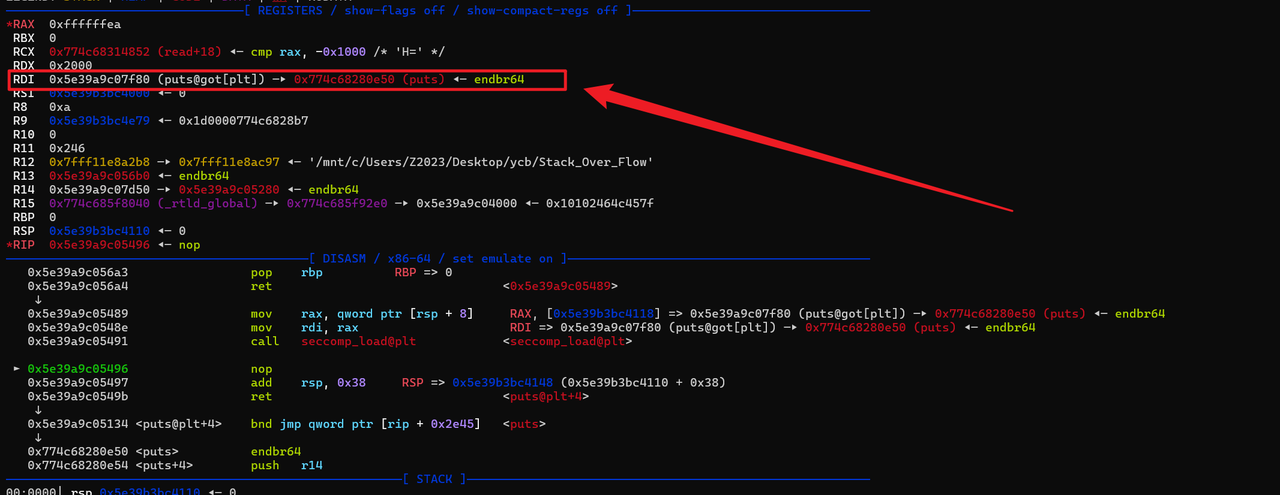 [ REGISTERS / show-flags off / show-compact-regs off ]
*RAX 0xffffffea
RBX 0
RCX 0x774c68314852 (read+18) ◂— cmp rax, -0x1000 /* 'H=' */
RDX 0x2000
RDI 0x5e39a9c07f80 (puts@got[plt]) —▸ 0x774c68280e50 (puts) ◂— endbr64
RSI 0x5e39b3bc4000 ◂— 0
R8 0xa
R9 0x5e39b3bc4e79 ◂— 0x1d0000774c6828b7
R10 0
R11 0x246
R12 0x7fff11e8a2b8 —▸ 0x7fff11e8ac97 ◂— '/mnt/c/Users/Z2023/Desktop/ycb/Stack_Over_Flow'
R13 0x5e39a9c056b0 ◂— endbr64
R14 0x5e39a9c07d50 —▸ 0x5e39a9c05280 ◂— endbr64
R15 0x774c685f8040 (_rtld_global) —▸ 0x774c685f92e0 —▸ 0x5e39a9c04000 ◂— 0x10102464c457f
RBP 0
RSP 0x5e39b3bc4110 ◂— 0
*RIP 0x5e39a9c05496 ◂— nop
[ DISASM / x86-64 / set emulate on ]
0x5e39a9c056a3 pop rbp RBP => 0
0x5e39a9c056a4 ret <0x5e39a9c05489>
↓
0x5e39a9c05489 mov rax, qword ptr [rsp + 8] RAX, [0x5e39b3bc4118] => 0x5e39a9c07f80 (puts@got[plt]) —▸ 0x774c68280e50 (puts) ◂— endbr64
0x5e39a9c0548e mov rdi, rax RDI => 0x5e39a9c07f80 (puts@got[plt]) —▸ 0x774c68280e50 (puts) ◂— endbr64
0x5e39a9c05491 call seccomp_load@plt <seccomp_load@plt>
► 0x5e39a9c05496 nop
0x5e39a9c05497 add rsp, 0x38 RSP => 0x5e39b3bc4148 (0x5e39b3bc4110 + 0x38)
0x5e39a9c0549b ret <puts@plt+4>
↓
0x5e39a9c05134 <puts@plt+4> bnd jmp qword ptr [rip + 0x2e45] <puts>
↓
0x774c68280e50 <puts> endbr64
0x774c68280e54 <puts+4> push r14
[ STACK ]
00:0000│ rsp 0x5e39b3bc4110 ◂— 0